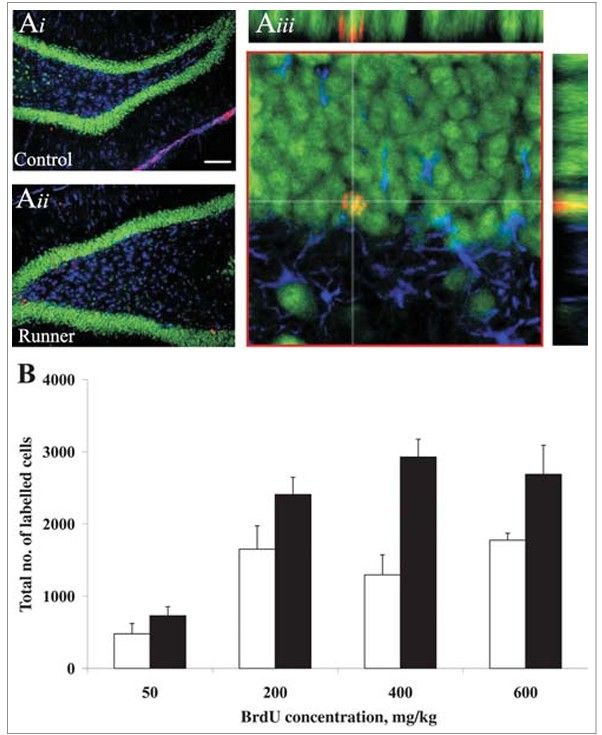 Ai
Aiii
Control
Aii
Runner
B
4000
3000
2000
1000
0
Total no. of labelled cells
50 200 400 600
BrdU concentration, mg/kg